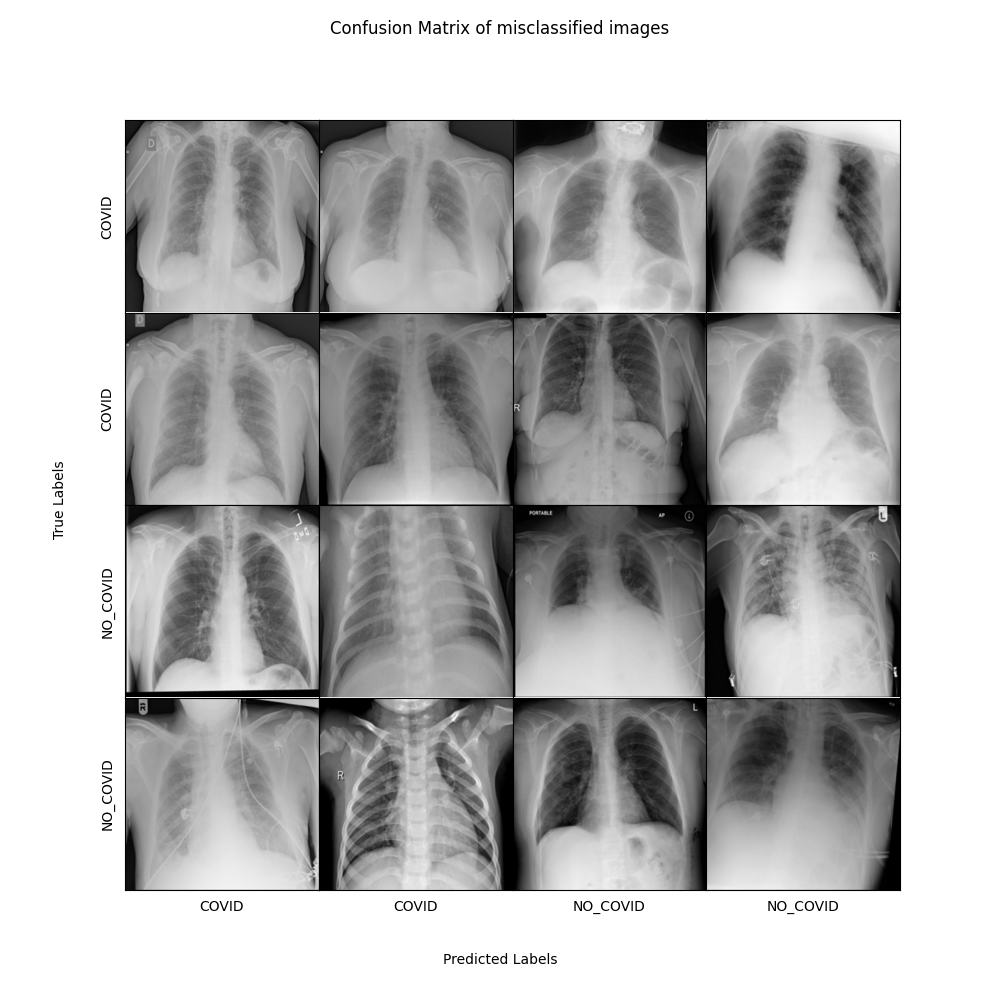 Confusion Matrix of misclassified images
True Labels
COVID
D
COVID
R
NO_COVID
PORTABLE
AP
L
NO_COVID
R
L
COVID
COVID
NO_COVID
NO_COVID
Predicted Labels